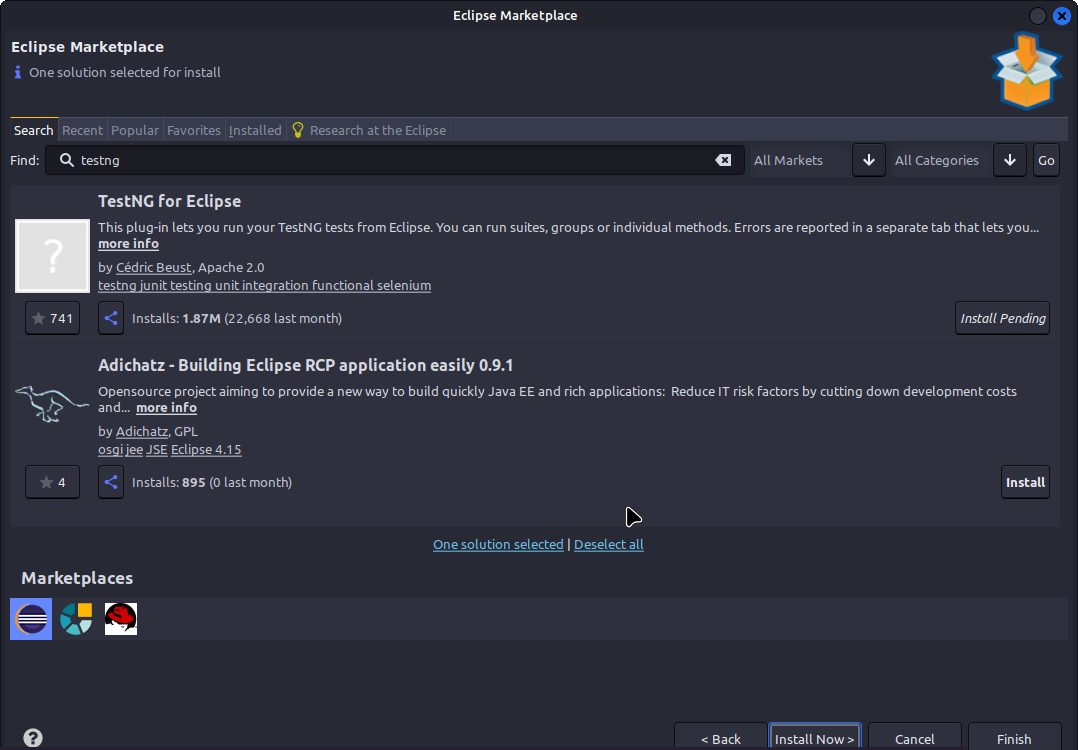 Eclipse Marketplace
Eclipse Marketplace
One solution selected for install
Search Recent Popular Favorites Installed Research at the Eclipse
Find: testng All Markets All Categories Go
TestNG for Eclipse
This plug-in lets you run your TestNG tests from Eclipse. You can run suites, groups or individual methods. Errors are reported in a separate tab that lets you...
more info
by Cédric Beust, Apache 2.0
testng junit testing unit integration functional selenium
741 Installs: 1.87M (22,668 last month) Install Pending
Adichatz - Building Eclipse RCP application easily 0.9.1
Opensource project aiming to provide a new way to build quickly Java EE and rich applications: Reduce IT risk factors by cutting down development costs
and... more info
by Adichatz, GPL
osgi jee JSE Eclipse 4.15
4 Installs: 895 (0 last month) Install
One solution selected | Deselect all
Marketplaces
< Back Install Now > Cancel Finish